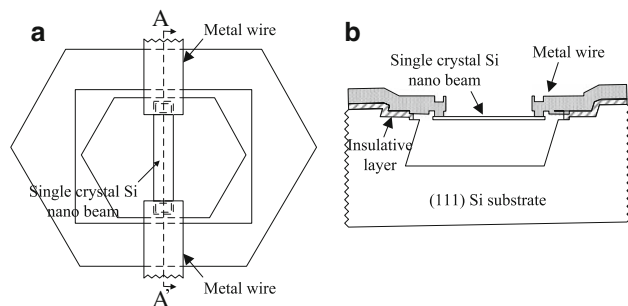 a
A
Metal wire
Single crystal Si
nano beam
A'
Metal wire
b
Single crystal Si
nano beam
Metal wire
Insulative
layer
(111) Si substrate